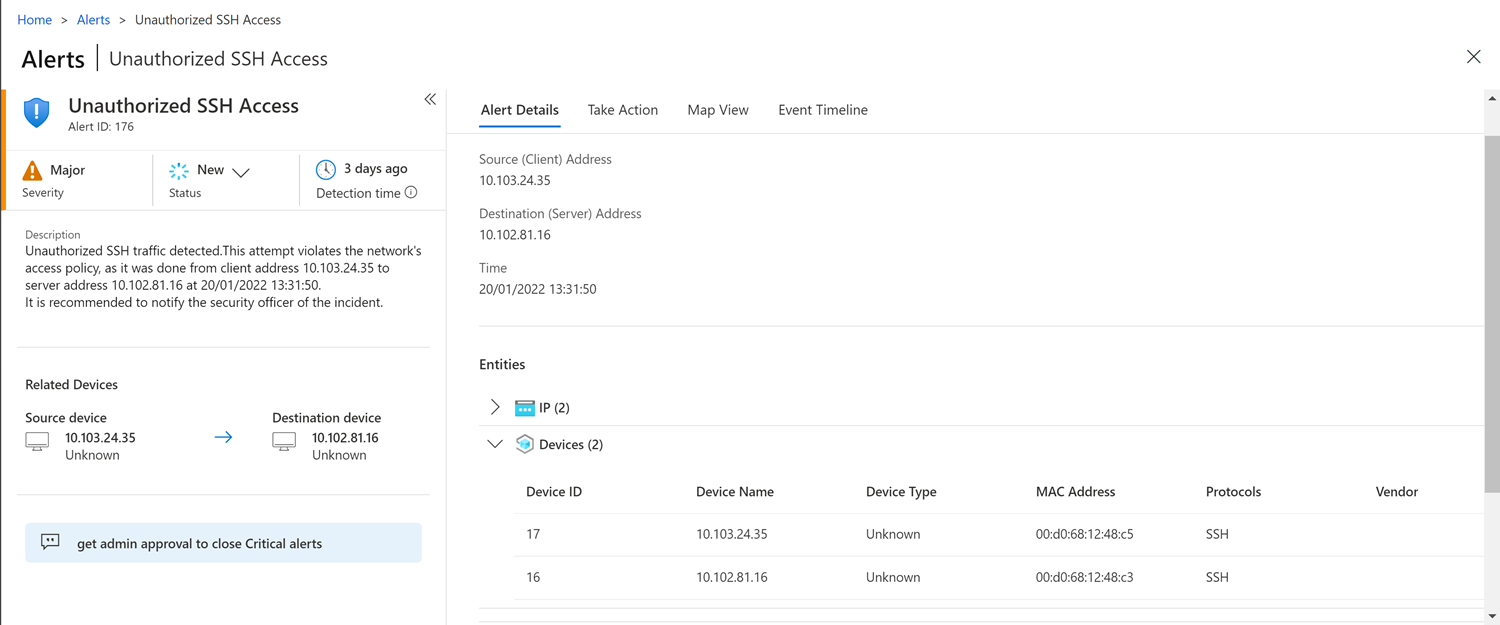 Home > Alerts > Unauthorized SSH Access
Alerts | Unauthorized SSH Access
Unauthorized SSH Access
Alert ID: 176
Major
Severity
New
Status
3 days ago
Detection time
Description
Unauthorized SSH traffic detected.This attempt violates the network's
access policy, as it was done from client address 10.103.24.35 to
server address 10.102.81.16 at 20/01/2022 13:31:50.
It is recommended to notify the security officer of the incident.
Related Devices
Source device
10.103.24.35
Unknown
Destination device
10.102.81.16
Unknown
get admin approval to close Critical alerts
Alert Details Take Action Map View Event Timeline
Source (Client) Address
10.103.24.35
Destination (Server) Address
10.102.81.16
Time
20/01/2022 13:31:50
Entities
IP (2)
Devices (2)
Device ID Device Name Device Type MAC Address Protocols Vendor
17 10.103.24.35 Unknown 00:d0:68:12:48:c5 SSH
16 10.102.81.16 Unknown 00:d0:68:12:48:c3 SSH